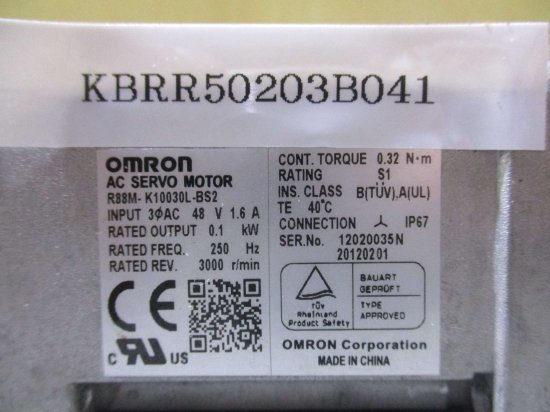 KBRR50203B041
OMRON
AC SERVO MOTOR
R88M- K10030L-BS2
INPUT 3ϕAC 48 V 1.6 A
RATED OUTPUT 0.1 kW
RATED FREQ. 250 Hz
RATED REV. 3000 r/min
CE
C UR US
CONT. TORQUE 0.32 N·m
RATING S1
INS. CLASS B(TÜV),A(UL)
TE 40℃
CONNECTION 人 IP67
SER.No. 12020035N
20120201
TÜV
Rheinland
Product Safety
BAUART
GEPRÜFT
TYPE
APPROVED
OMRON Corporation
MADE IN CHINA